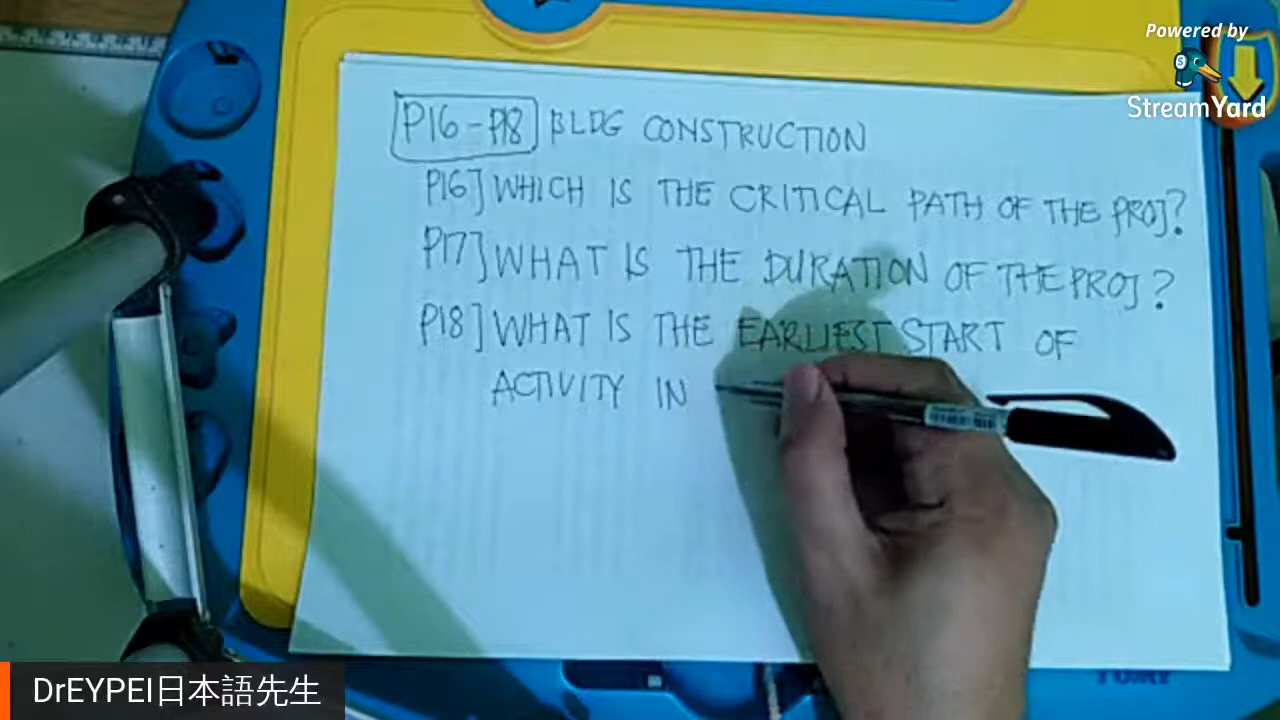 Powered by
StreamYard
P16-P18 BLDG CONSTRUCTION
P16] WHICH IS THE CRITICAL PATH OF THE PROJ?
P17] WHAT IS THE DURATION OF THE PROJ?
P18] WHAT IS THE EARLIEST START OF
ACTIVITY IN
DrEYPEI日本語先生